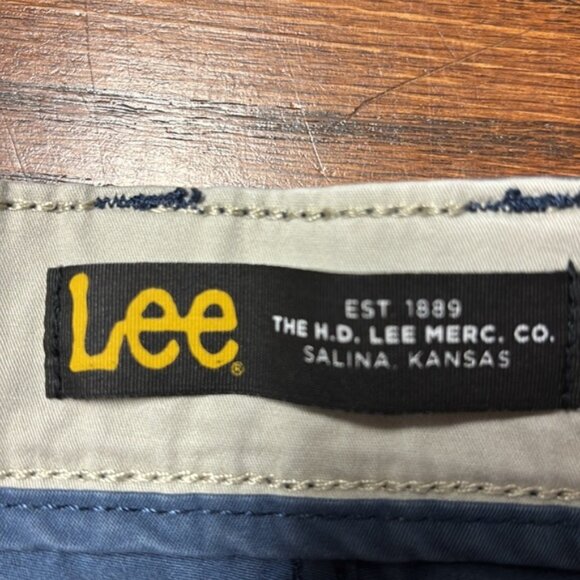 Lee®
EST 1889
THE H.D. LEE MERC. CO.
SALINA, KANSAS